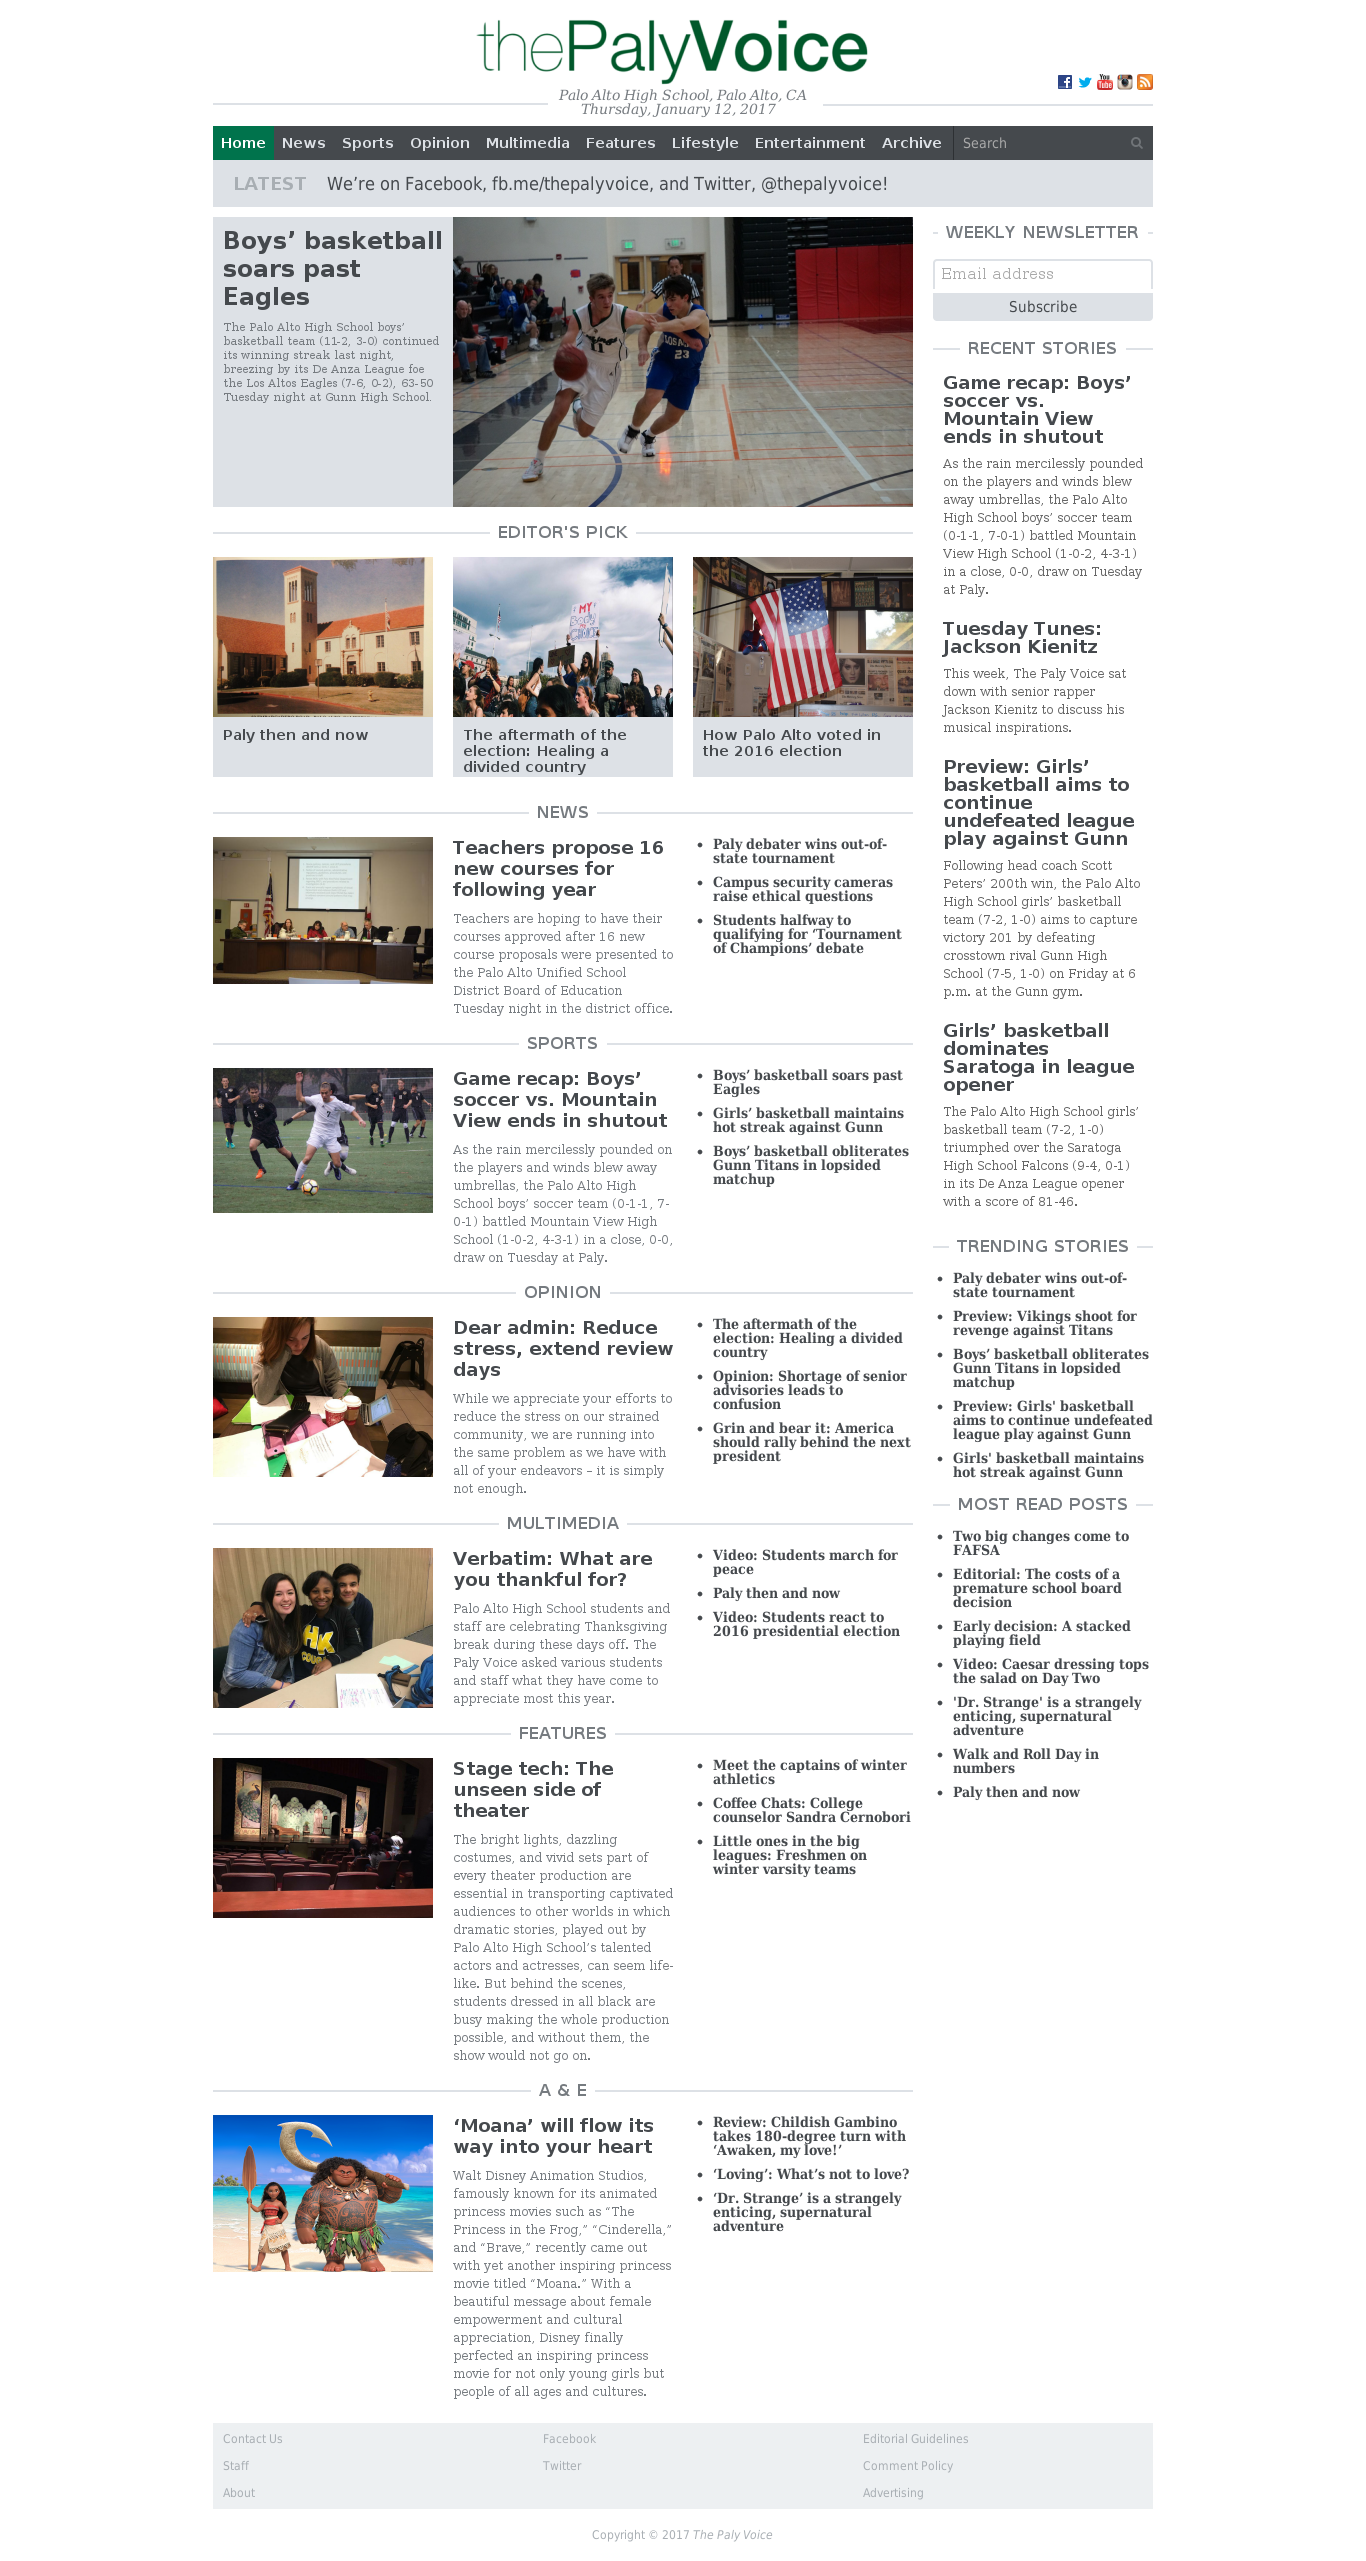 thePalyVoice
Palo Alto High School, Palo Alto, CA
Thursday, January 12, 2017
Home News Sports Opinion Multimedia Features Lifestyle Entertainment Archive Search
LATEST We’re on Facebook, fb.me/thepalyvoice, and Twitter, @thepalyvoice!
Boys’ basketball
soars past
Eagles
The Palo Alto High School boys’
basketball team (11-2, 3-0) continued
its winning streak last night,
breezing by its De Anza League foe
the Los Altos Eagles (7-6, 0-2), 63-50
Tuesday night at Gunn High School.
11
LOS ALTOS
23
EDITOR'S PICK
MY
BODY
MY
CHOICE
Paly then and now
The aftermath of the
election: Healing a
divided country
How Palo Alto voted in
the 2016 election
NEWS
Teachers propose 16
new courses for
following year
Teachers are hoping to have their
courses approved after 16 new
course proposals were presented to
the Palo Alto Unified School
District Board of Education
Tuesday night in the district office.
• Paly debater wins out-of-
state tournament
• Campus security cameras
raise ethical questions
• Students halfway to
qualifying for ‘Tournament
of Champions’ debate
SPORTS
Game recap: Boys’
soccer vs. Mountain
View ends in shutout
As the rain mercilessly pounded on
the players and winds blew away
umbrellas, the Palo Alto High
School boys’ soccer team (0-1-1, 7-
0-1) battled Mountain View High
School (1-0-2, 4-3-1) in a close, 0-0,
draw on Tuesday at Paly.
• Boys’ basketball soars past
Eagles
• Girls’ basketball maintains
hot streak against Gunn
• Boys’ basketball obliterates
Gunn Titans in lopsided
matchup
OPINION
Dear admin: Reduce
stress, extend review
days
While we appreciate your efforts to
reduce the stress on our strained
community, we are running into
the same problem as we have with
all of your endeavors – it is simply
not enough.
• The aftermath of the
election: Healing a divided
country
• Opinion: Shortage of senior
advisories leads to
confusion
• Grin and bear it: America
should rally behind the next
president
MULTIMEDIA
HK
Verbatim: What are
you thankful for?
Palo Alto High School students and
staff are celebrating Thanksgiving
break during these days off. The
Paly Voice asked various students
and staff what they have come to
appreciate most this year.
• Video: Students march for
peace
• Paly then and now
• Video: Students react to
2016 presidential election
FEATURES
Stage tech: The
unseen side of
theater
The bright lights, dazzling
costumes, and vivid sets part of
every theater production are
essential in transporting captivated
audiences to other worlds in which
dramatic stories, played out by
Palo Alto High School’s talented
actors and actresses, can seem life-
like. But behind the scenes,
students dressed in all black are
busy making the whole production
possible, and without them, the
show would not go on.
• Meet the captains of winter
athletics
• Coffee Chats: College
counselor Sandra Cernobori
• Little ones in the big
leagues: Freshmen on
winter varsity teams
A & E
‘Moana’ will flow its
way into your heart
Walt Disney Animation Studios,
famously known for its animated
princess movies such as “The
Princess in the Frog,” “Cinderella,”
and “Brave,” recently came out
with yet another inspiring princess
movie titled “Moana.” With a
beautiful message about female
empowerment and cultural
appreciation, Disney finally
perfected an inspiring princess
movie for not only young girls but
people of all ages and cultures.
• Review: Childish Gambino
takes 180-degree turn with
‘Awaken, my love!’
• ‘Loving’: What’s not to love?
• ‘Dr. Strange’ is a strangely
enticing, supernatural
adventure
WEEKLY NEWSLETTER
Email address
Subscribe
RECENT STORIES
Game recap: Boys’
soccer vs.
Mountain View
ends in shutout
As the rain mercilessly pounded
on the players and winds blew
away umbrellas, the Palo Alto
High School boys’ soccer team
(0-1-1, 7-0-1) battled Mountain
View High School (1-0-2, 4-3-1)
in a close, 0-0, draw on Tuesday
at Paly.
Tuesday Tunes:
Jackson Kienitz
This week, The Paly Voice sat
down with senior rapper
Jackson Kienitz to discuss his
musical inspirations.
Preview: Girls’
basketball aims to
continue
undefeated league
play against Gunn
Following head coach Scott
Peters’ 200th win, the Palo Alto
High School girls’ basketball
team (7-2, 1-0) aims to capture
victory 201 by defeating
crosstown rival Gunn High
School (7-5, 1-0) on Friday at 6
p.m. at the Gunn gym.
Girls’ basketball
dominates
Saratoga in league
opener
The Palo Alto High School girls’
basketball team (7-2, 1-0)
triumphed over the Saratoga
High School Falcons (9-4, 0-1)
in its De Anza League opener
with a score of 81-46.
TRENDING STORIES
• Paly debater wins out-of-
state tournament
• Preview: Vikings shoot for
revenge against Titans
• Boys’ basketball obliterates
Gunn Titans in lopsided
matchup
• Preview: Girls' basketball
aims to continue undefeated
league play against Gunn
• Girls' basketball maintains
hot streak against Gunn
MOST READ POSTS
• Two big changes come to
FAFSA
• Editorial: The costs of a
premature school board
decision
• Early decision: A stacked
playing field
• Video: Caesar dressing tops
the salad on Day Two
• 'Dr. Strange' is a strangely
enticing, supernatural
adventure
• Walk and Roll Day in
numbers
• Paly then and now
Contact Us Facebook Editorial Guidelines
Staff Twitter Comment Policy
About Advertising
Copyright © 2017 The Paly Voice